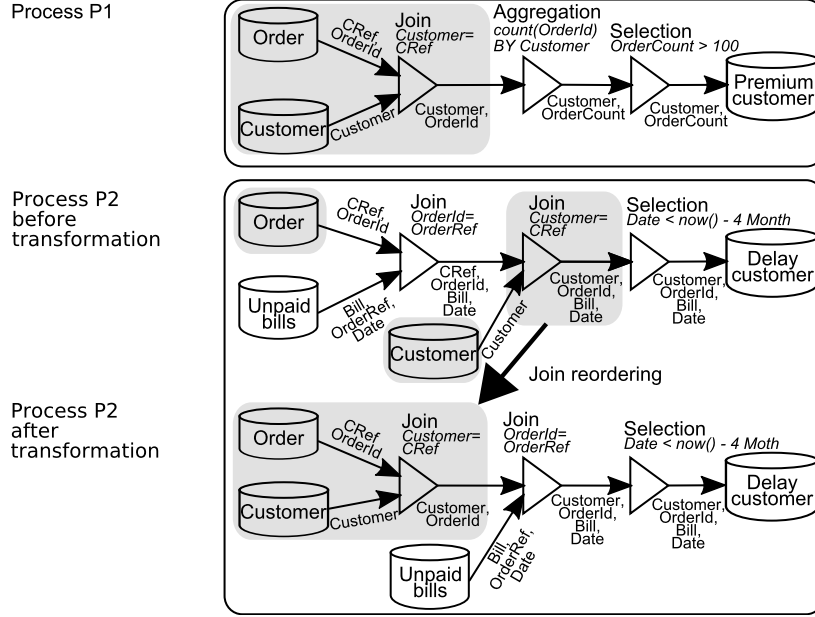 Process P1
Order
CRef,
OrderId
Join
Customer=
CRef
Customer
Customer
Customer,
OrderId
Aggregation
count(OrderId)
BY Customer
Customer,
OrderCount
Selection
OrderCount > 100
Customer,
OrderCount
Premium
customer
Process P2
before
transformation
Order
CRef,
OrderId
Join
OrderId=
OrderRef
Unpaid
bills
Bill,
OrderRef,
Date
CRef,
OrderId,
Bill,
Date
Customer
Customer
Join
Customer=
CRef
Customer,
OrderId,
Bill,
Date
Selection
Date < now() - 4 Month
Customer,
OrderId,
Bill,
Date
Delay
customer
Join reordering
Process P2
after
transformation
Order
CRef,
OrderId
Join
Customer=
CRef
Customer
Customer
Customer,
OrderId
Join
OrderId=
OrderRef
Unpaid
bills
Bill,
OrderRef,
Date
Customer,
OrderId,
Bill,
Date
Selection
Date < now() - 4 Moth
Customer,
OrderId,
Bill,
Date
Delay
customer